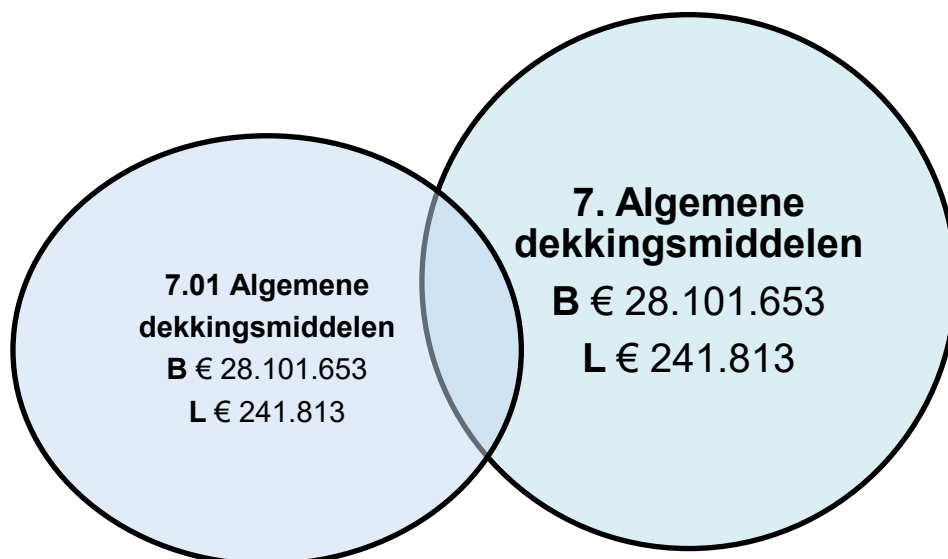 7.01 Algemene
dekkingsmiddelen
B € 28.101.653
L € 241.813
7. Algemene
dekkingsmiddelen
B € 28.101.653
L € 241.813